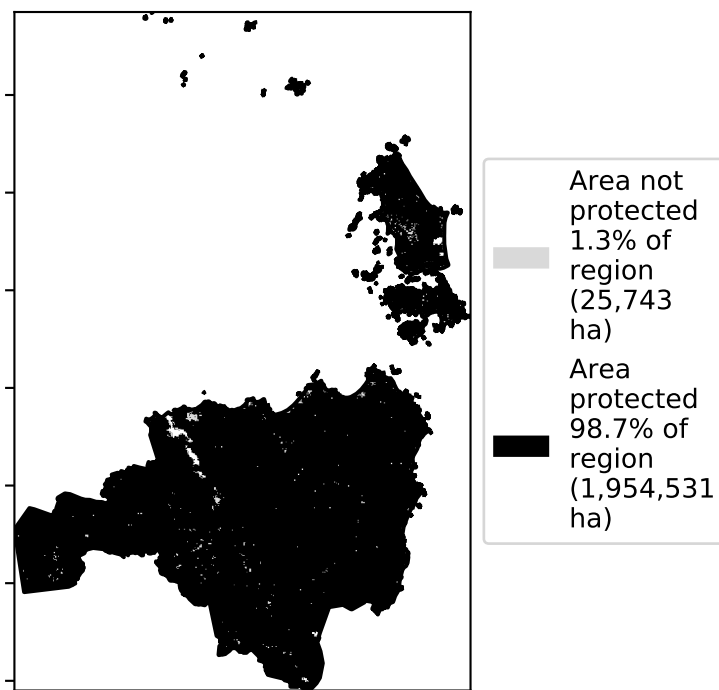 Area not
protected
1.3% of
region
(25,743
ha)
Area
protected
98.7% of
region
(1,954,531
ha)